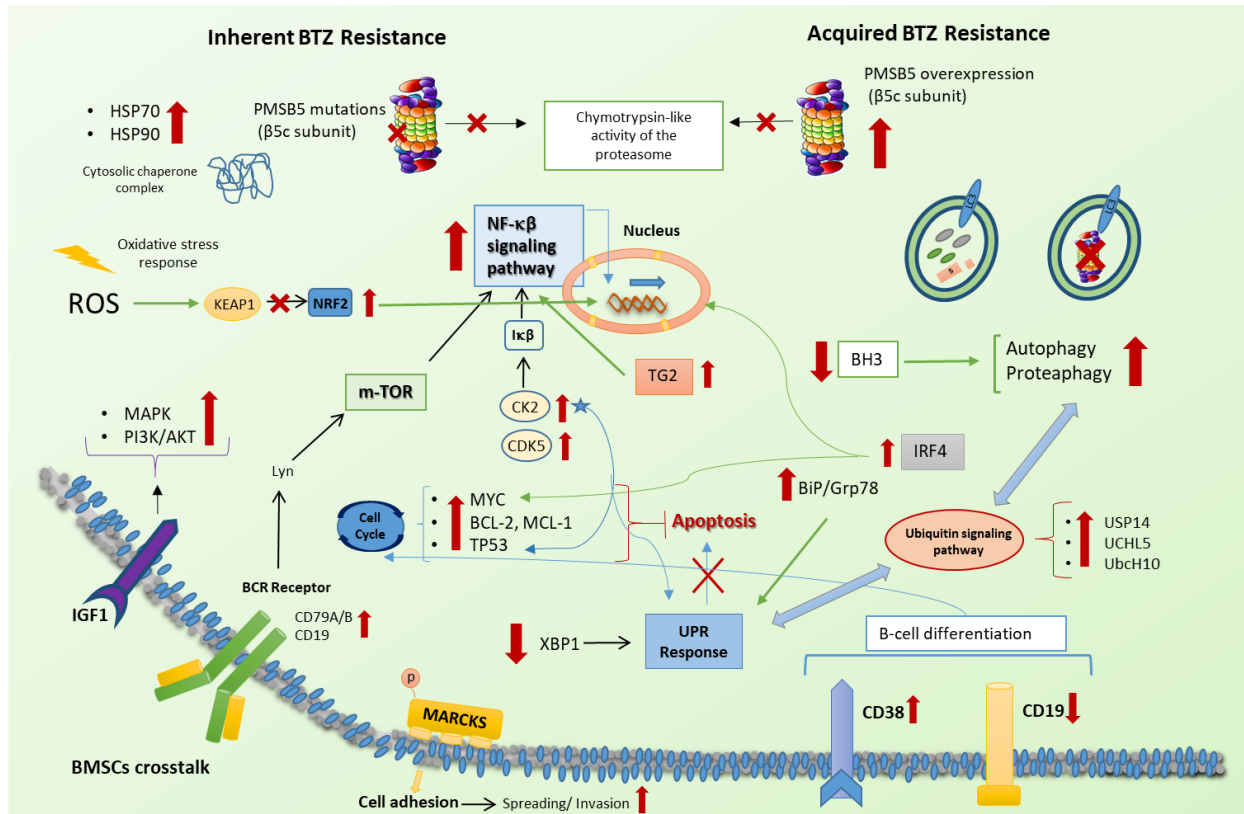 Inherent BTZ Resistance
Acquired BTZ Resistance
• HSP70
• HSP90
Cytosolic chaperone
complex
PMSB5 mutations
(β5c subunit)
Chymotrypsin-like
activity of the
proteasome
PMSB5 overexpression
(β5c subunit)
LC3
LC3
NF-κβ
signaling
pathway
Nucleus
Oxidative stress
response
ROS
KEAP1
NRF2
Iκβ
TG2
BH3
Autophagy
Proteaphagy
m-TOR
CK2
CDK5
• MAPK
• PI3K/AKT
Lyn
IRF4
BiP/Grp78
Cell
Cycle
• MYC
• BCL-2, MCL-1
• TP53
Apoptosis
Ubiquitin signaling
pathway
• USP14
• UCHL5
• UbcH10
IGF1
BCR Receptor
CD79A/B
CD19
XBP1
UPR
Response
B-cell differentiation
P
MARCKS
CD38
CD19
BMSCs crosstalk
Cell adhesion
Spreading/ Invasion